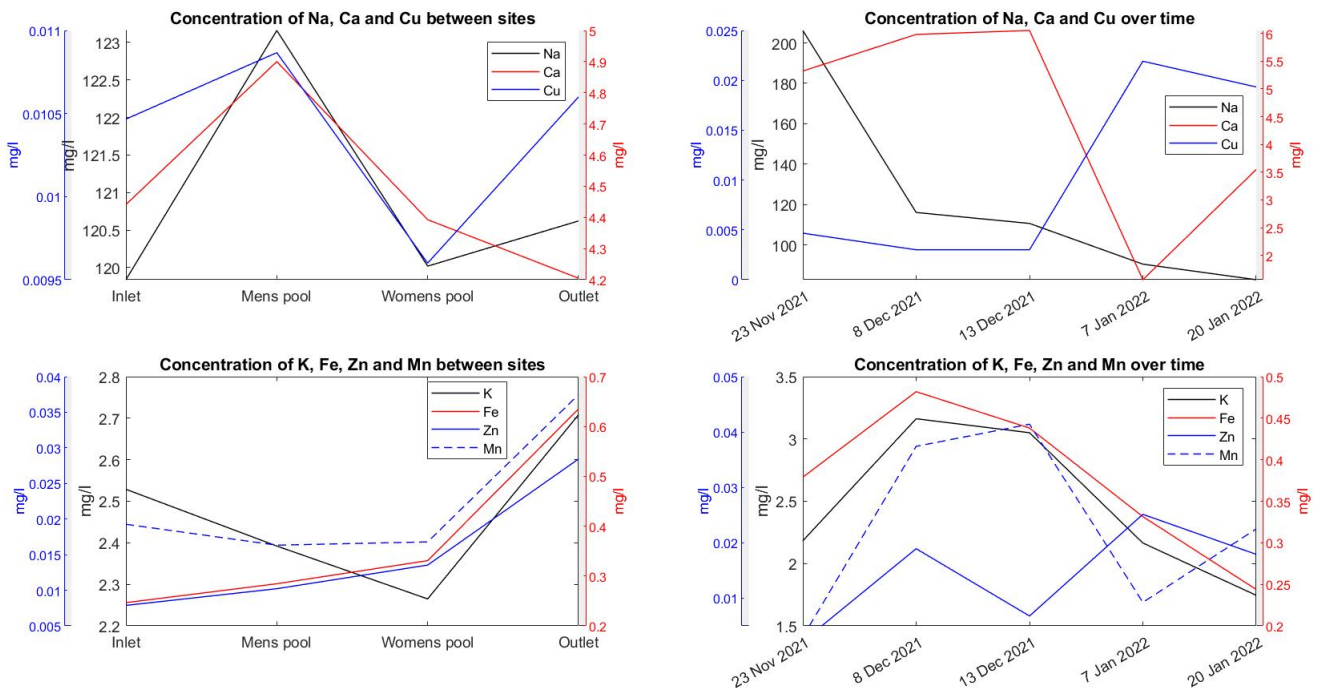 Concentration of Na, Ca and Cu between sites
0.011
0.0105
0.01
0.0095
mg/l
123
122.5
122
121.5
121
120.5
120
mg/l
5
4.9
4.8
4.7
4.6
4.5
4.4
4.3
4.2
mg/l
Na
Ca
Cu
Inlet Mens pool Womens pool Outlet
Concentration of Na, Ca and Cu over time
0.025
0.02
0.015
0.01
0.005
0
mg/l
200
180
160
140
120
100
mg/l
6
5.5
5
4.5
4
3.5
3
2.5
2
mg/l
Na
Ca
Cu
23 Nov 2021 8 Dec 2021 13 Dec 2021 7 Jan 2022 20 Jan 2022
Concentration of K, Fe, Zn and Mn between sites
0.04
0.035
0.03
0.025
0.02
0.015
0.01
0.005
mg/l
2.8
2.7
2.6
2.5
2.4
2.3
2.2
mg/l
0.7
0.6
0.5
0.4
0.3
0.2
mg/l
K
Fe
Zn
Mn
Inlet Mens pool Womens pool Outlet
Concentration of K, Fe, Zn and Mn over time
0.05
0.04
0.03
0.02
0.01
mg/l
3.5
3
2.5
2
1.5
mg/l
0.5
0.45
0.4
0.35
0.3
0.25
0.2
mg/l
K
Fe
Zn
Mn
23 Nov 2021 8 Dec 2021 13 Dec 2021 7 Jan 2022 20 Jan 2022